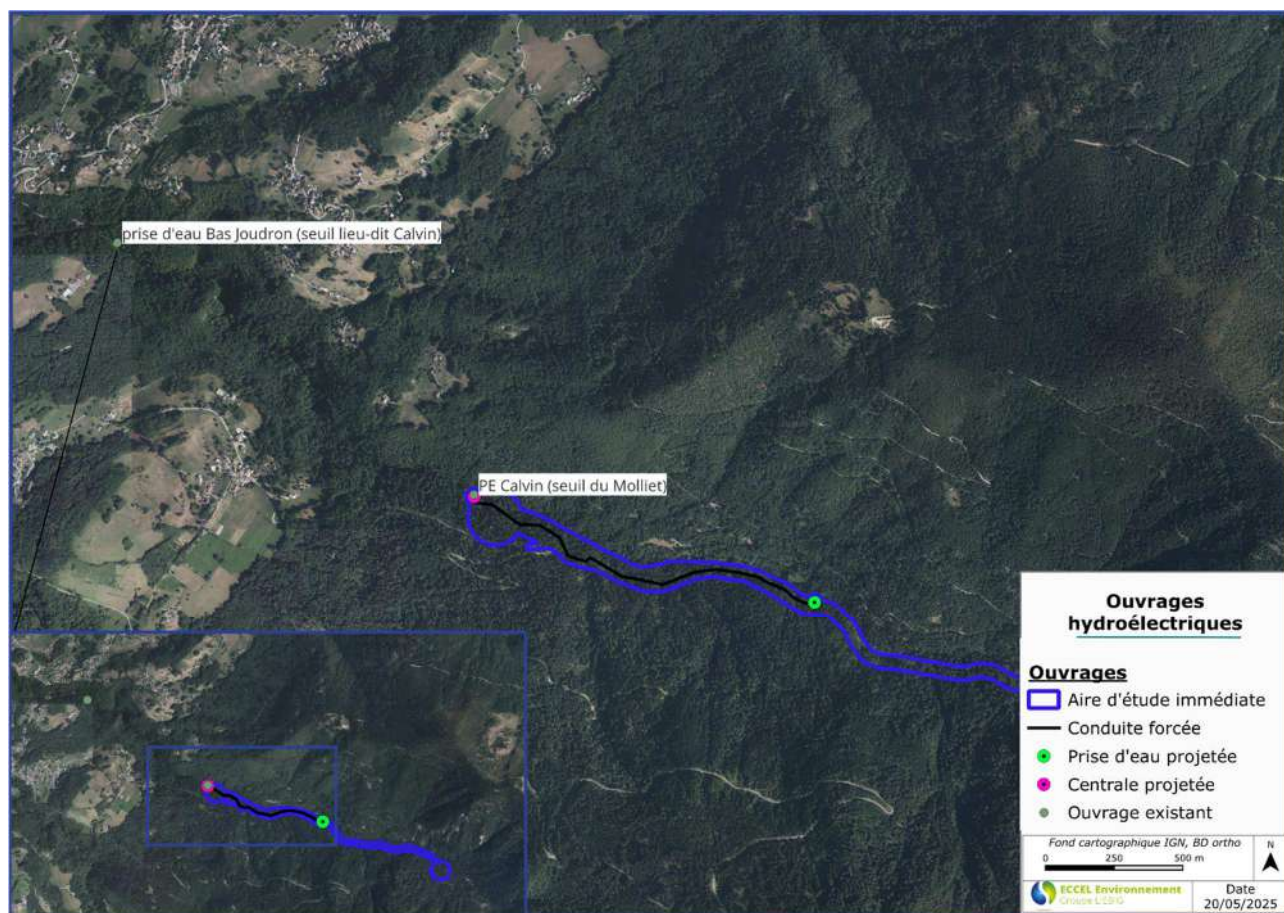 prise d'eau Bas Joudron (seuil lieu-dit Calvin)
PE Calvin (seuil du Molliet)
Ouvrages
hydroélectriques
Ouvrages
Aire d'étude immédiate
Conduite forcée
Prise d'eau projetée
Centrale projetée
Ouvrage existant
Fond cartographique IGN, BD ortho
0 250 500 m
N
ECCEL Environnement
Groupe
Date
20/05/2025